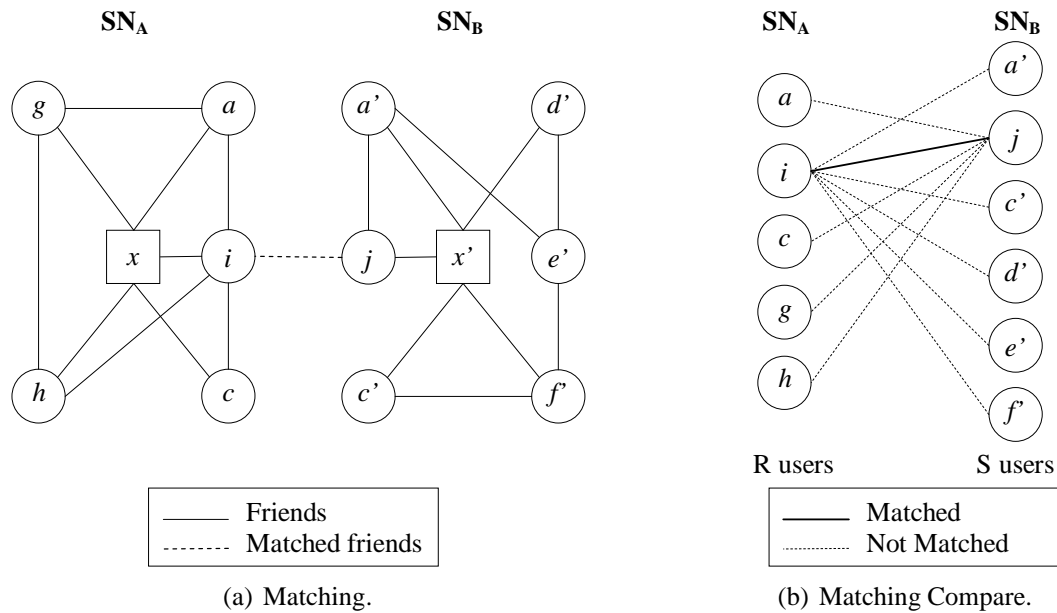 SN_A SN_B
g a a' d'
x i j x' e'
h c c' f'
Friends
Matched friends
(a) Matching.
SN_A SN_B
a'
a
j
i
c'
c
d'
g
e'
h
f'
R users S users
Matched
Not Matched
(b) Matching Compare.